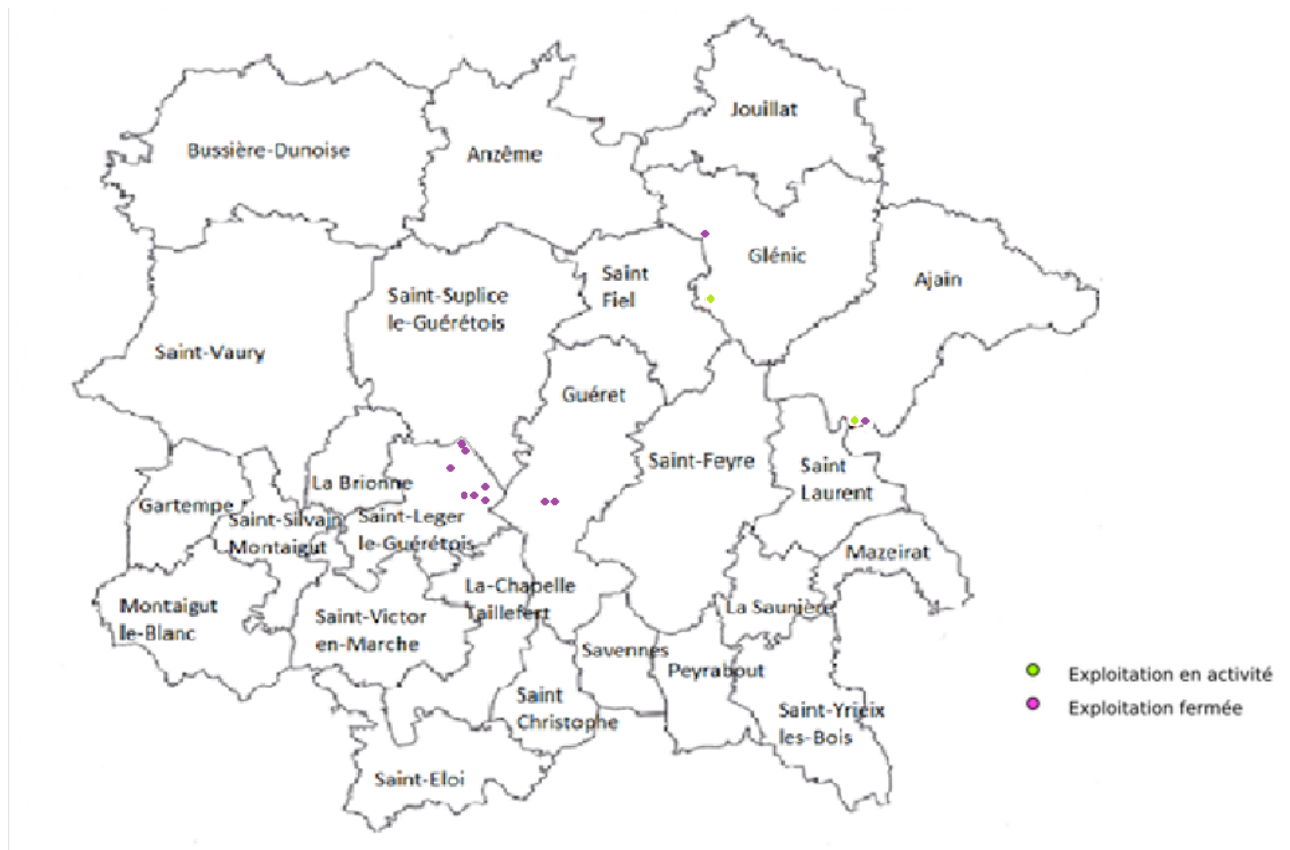 Jouillat
Bussière-Dunoise
Anzême
Glénic
Saint
Fiel
Ajain
Saint-Suplice
le-Guérétois
Saint-Vaury
Guéret
Saint-Feyre
Saint
Laurent
La Brionne
Gartempe
Saint-Silvain
Montaigut
Saint-Leger
le-Guérétois
Mazeirat
La-Chapelle
Taillefert
Montaigut
le-Blanc
Saint-Victor
en-Marche
La Saunière
Savennes
Peyrabout
Exploitation en activité
Exploitation fermée
Saint
Christophe
Saint-Yrieix
les-Bois
Saint-Eloi